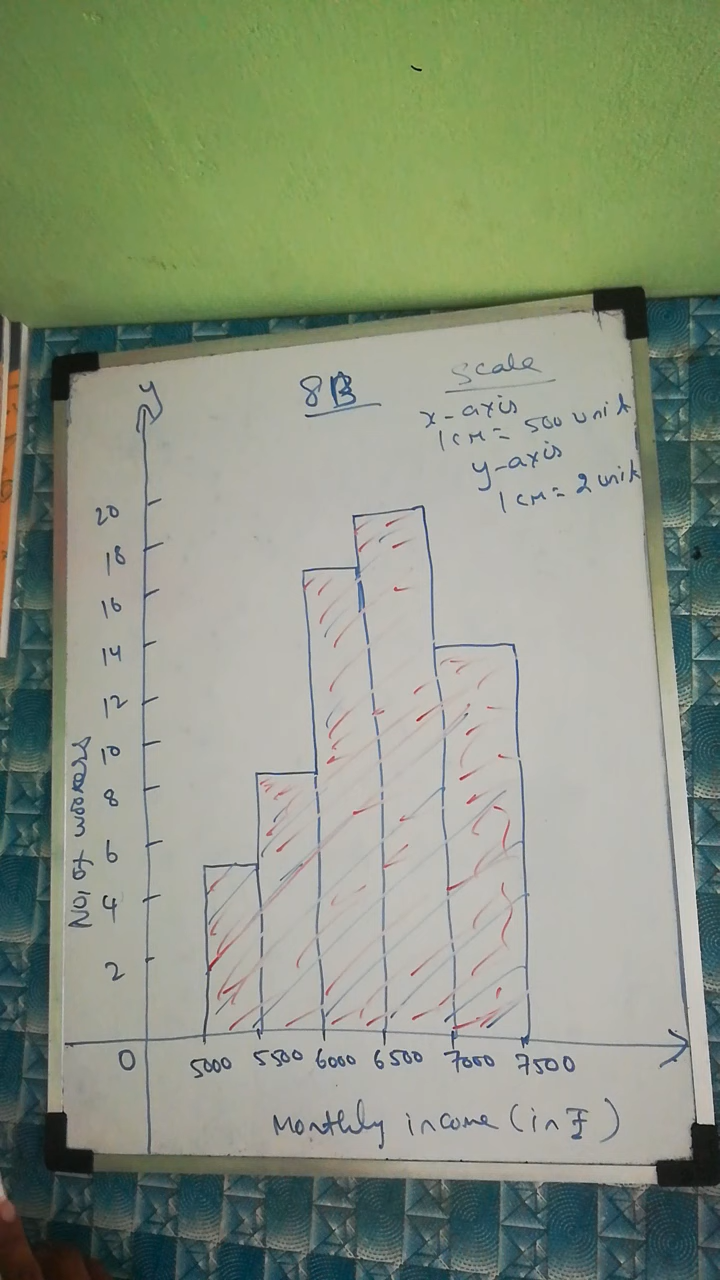 y
8B
Scale
x-axis
1cm = 500 unit
y-axis
1cm = 2 unit
20
18
16
14
12
10
8
6
4
2
No. of workers
0 5000 5500 6000 6500 7000 7500
Monthly income (in ₹)